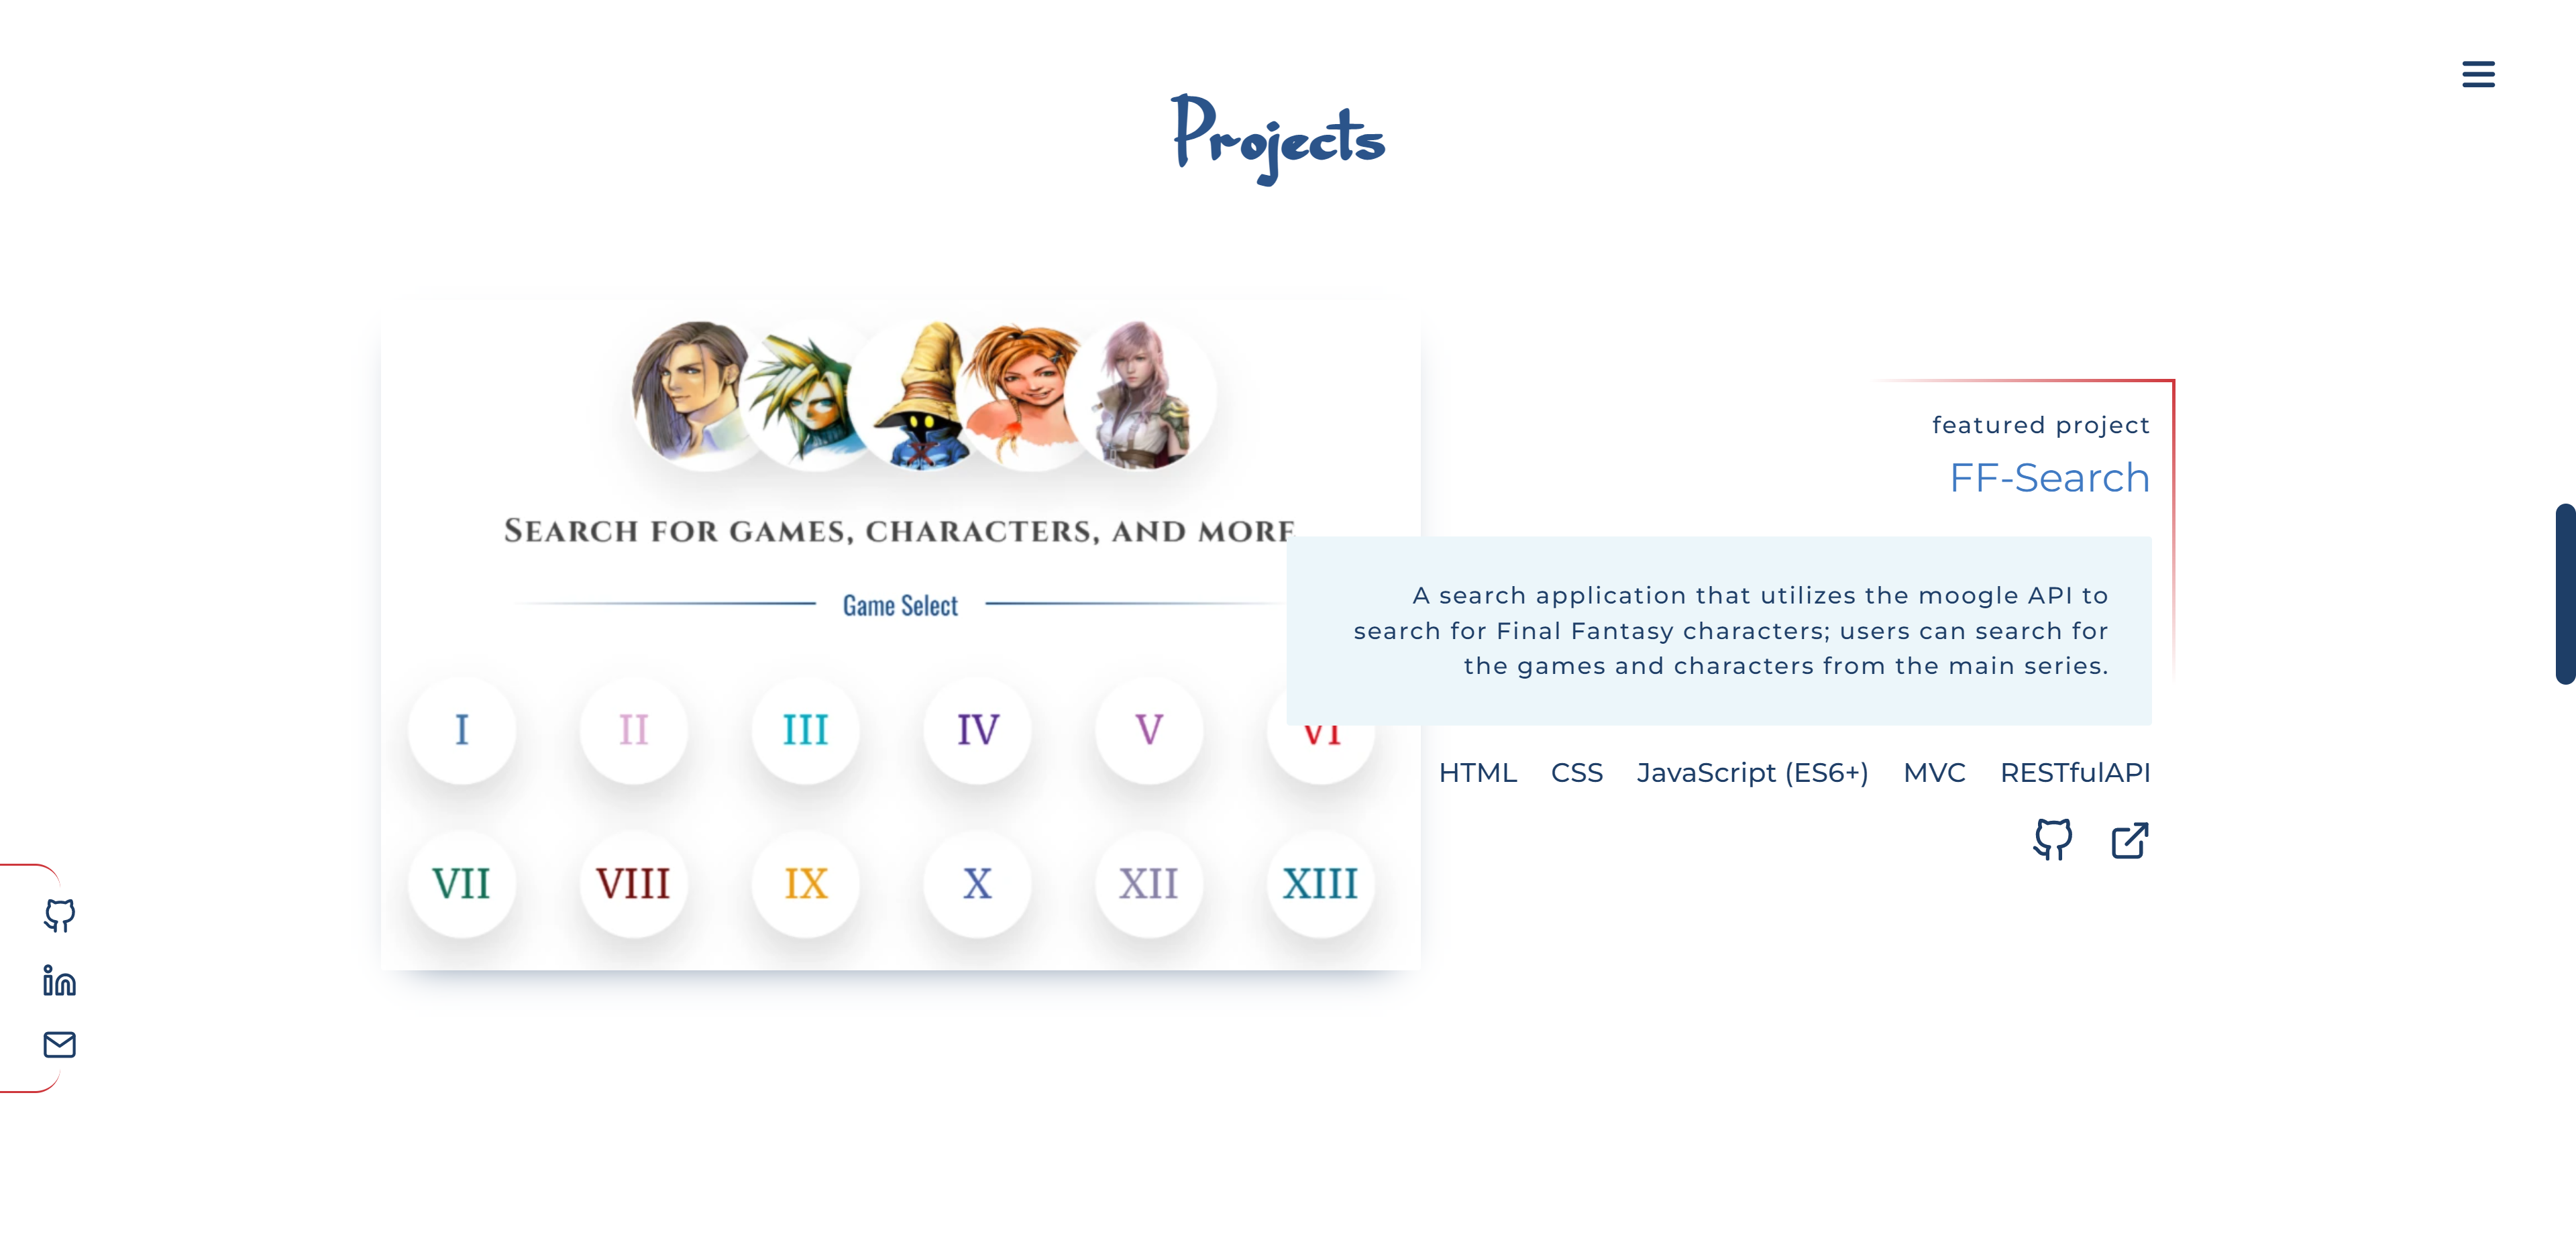 Projects
SEARCH FOR GAMES, CHARACTERS, AND MORE
Game Select
I II III IV V VI
VII VIII IX X XII XIII
featured project
FF-Search
A search application that utilizes the moogle API to
search for Final Fantasy characters; users can search for
the games and characters from the main series.
HTML CSS JavaScript (ES6+) MVC RESTfulAPI